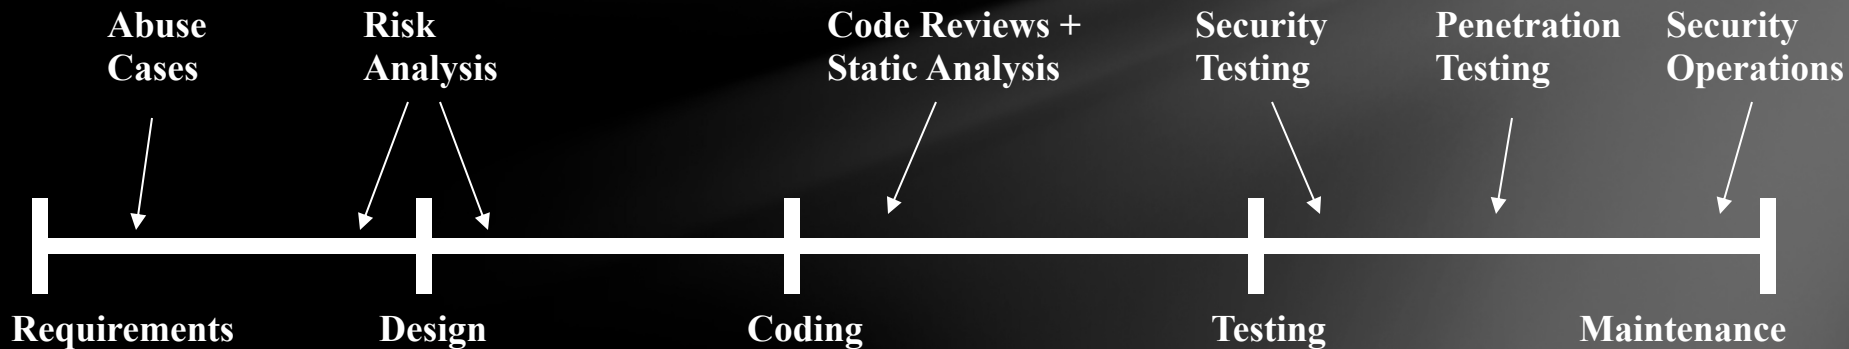 Abuse
Cases
Risk
Analysis
Code Reviews +
Static Analysis
Security
Testing
Penetration
Testing
Security
Operations
Requirements
Design
Coding
Testing
Maintenance